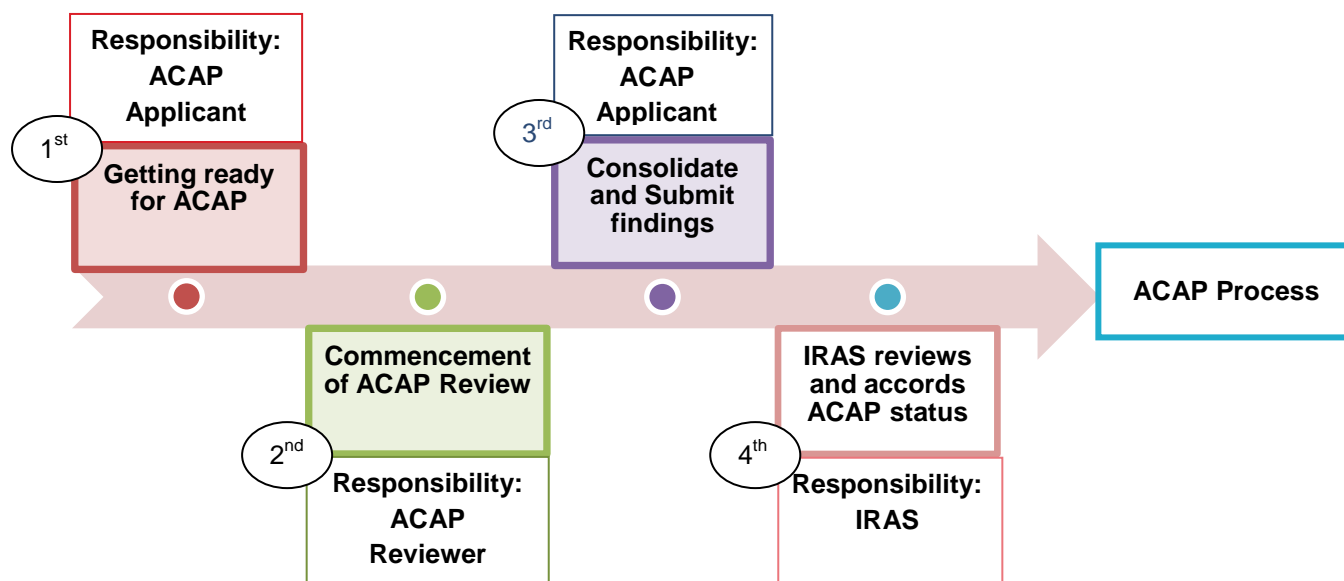 Responsibility:
ACAP
Applicant
1st
Getting ready
for ACAP
Commencement
of ACAP Review
2nd
Responsibility:
ACAP
Reviewer
Responsibility:
ACAP
Applicant
3rd
Consolidate
and Submit
findings
IRAS reviews
and accords
ACAP status
4th
Responsibility:
IRAS
ACAP Process